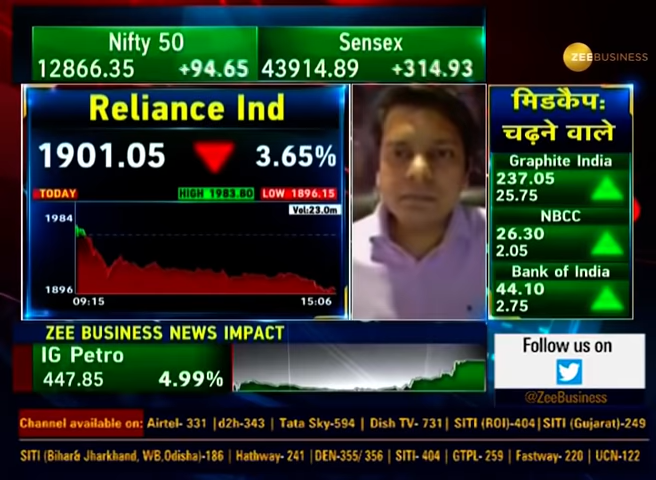 Nifty 50
12866.35 +94.65
Sensex
43914.89 +314.93
ZEE BUSINESS
Reliance Ind
1901.05 3.65%
TODAY HIGH 1983.80 LOW 1896.15
Vol:23.0m
1984
1896
09:15 15:06
मिडकैप:
चढ़ने वाले
Graphite India
237.05
25.75
NBCC
26.30
2.05
Bank of India
44.10
2.75
ZEE BUSINESS NEWS IMPACT
IG Petro
447.85 4.99%
Follow us on
@ZeeBusiness
Channel available on: Airtel- 331 |d2h-343 | Tata Sky-594 | Dish TV- 731| SITI (ROI)-404|SITI (Gujarat)-249
SITI (Bihar& Jharkhand, WB,Odisha)-186 | Hathway- 241 |DEN-355/ 356 | SITI- 404 | GTPL- 259 | Fastway- 220 | UCN-122